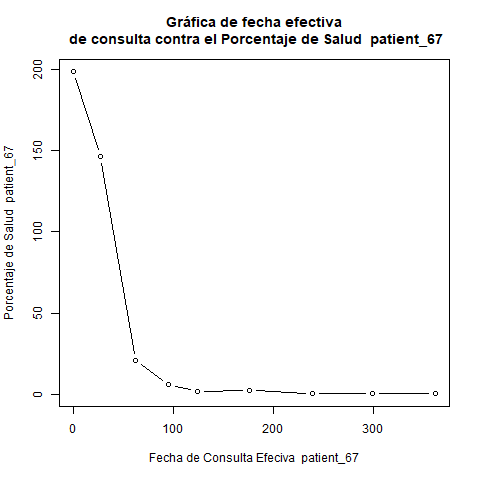 Gráfica de fecha efectiva
de consulta contra el Porcentaje de Salud  patient_67
200
150
100
50
0
Porcentaje de Salud  patient_67
0
100
200
300
Fecha de Consulta Efeciva  patient_67